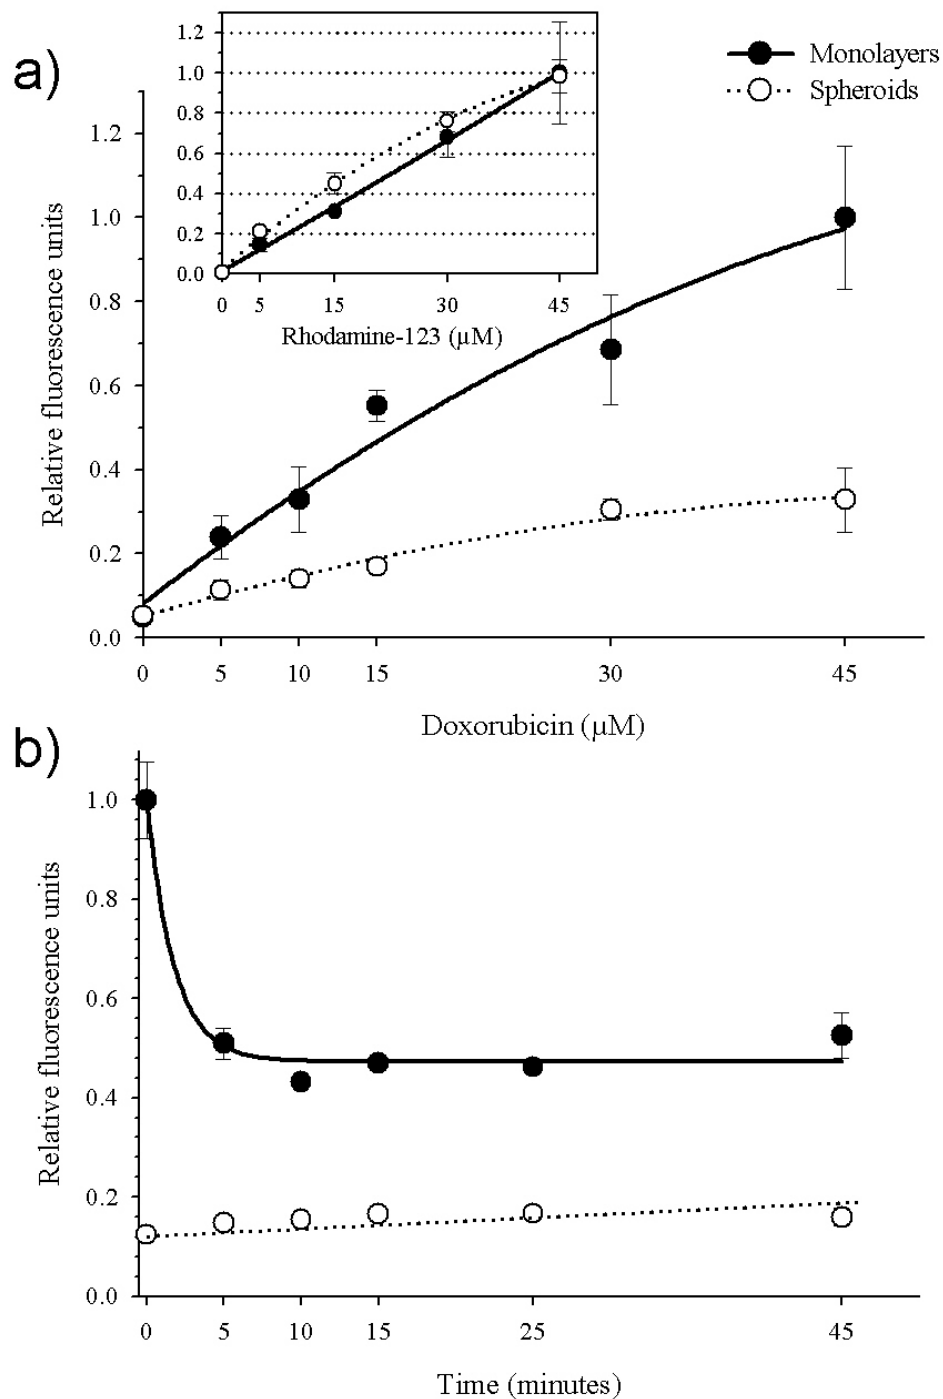 a)
Monolayers
Spheroids
1.2
1.0
0.8
0.6
0.4
0.2
0.0
0 5 15 30 45
Rhodamine-123 (µM)
Relative fluorescence units
1.2
1.0
0.8
0.6
0.4
0.2
0.0
0 5 10 15 30 45
Doxorubicin (µM)
b)
Relative fluorescence units
1.0
0.8
0.6
0.4
0.2
0.0
0 5 10 15 25 45
Time (minutes)